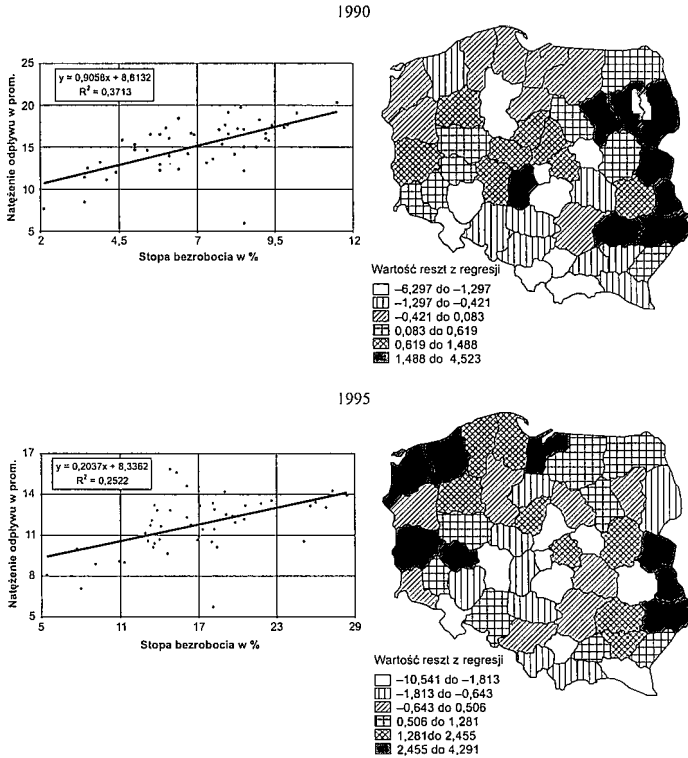 1990
25
20
15
10
5
2
4,5
7
9,5
12
Natężenie odpływu w prom.
y = 0,9058x + 8,8132
R² = 0,3713
Stopa bezrobocia w %
Wartość reszt z regresji
–6,297 do –1,297
–1,297 do –0,421
–0,421 do 0,083
0,083 do 0,619
0,619 do 1,488
1,488 do 4,523
1995
17
14
11
8
5
5
11
17
23
29
Natężenie odpływu w prom.
y = 0,2037x + 8,3362
R² = 0,2522
Stopa bezrobocia w %
Wartość reszt z regresji
–10,541 do –1,813
–1,813 do –0,643
–0,643 do 0,506
0,506 do 1,281
1,281do 2,455
2,455 do 4,291